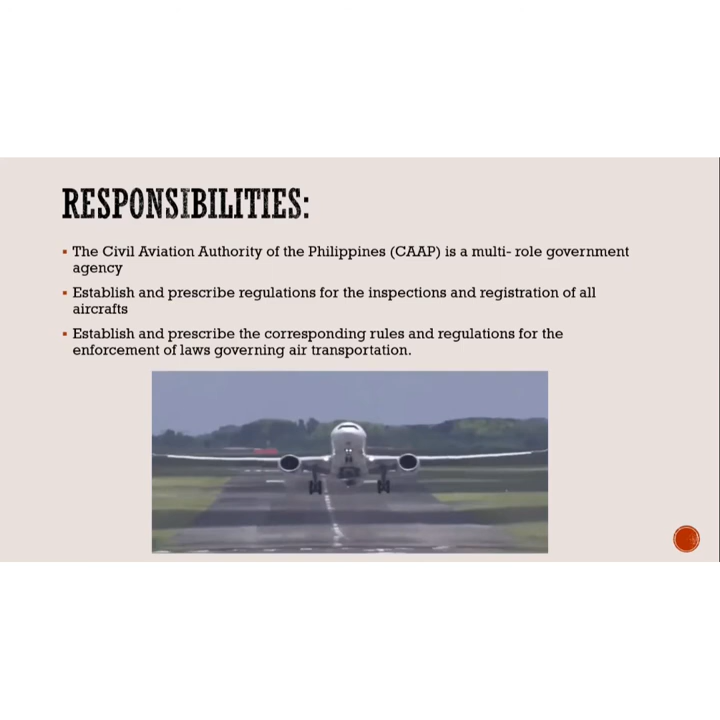 RESPONSIBILITIES:
▪ The Civil Aviation Authority of the Philippines (CAAP) is a multi- role government
agency
▪ Establish and prescribe regulations for the inspections and registration of all
aircrafts
▪ Establish and prescribe the corresponding rules and regulations for the
enforcement of laws governing air transportation.